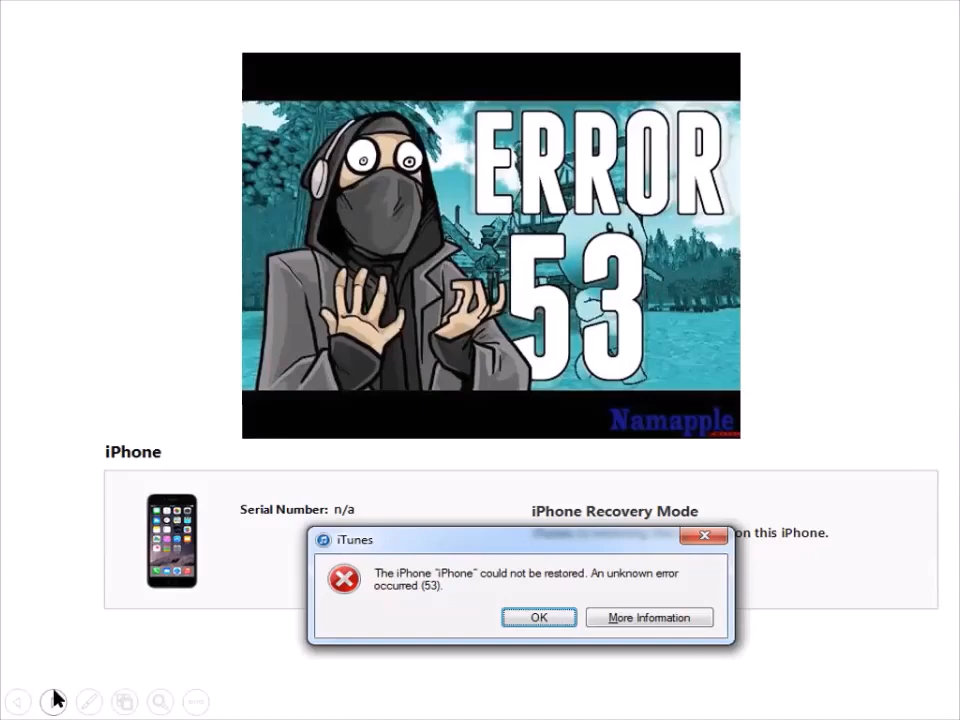 ERROR
53
Namapple
iPhone
Serial Number: n/a
iPhone Recovery Mode
on this iPhone.
iTunes
The iPhone "iPhone" could not be restored. An unknown error
occurred (53).
OK
More Information